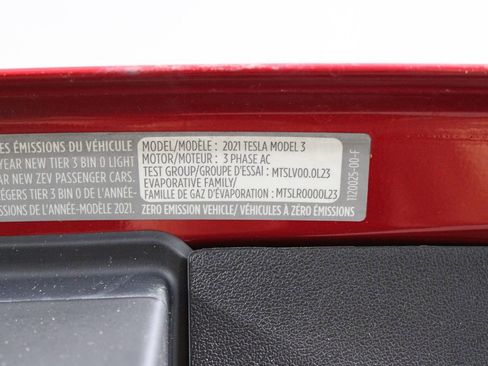 ES ÉMISSIONS DU VÉHICULE
YEAR NEW TIER 3 BIN 0 LIGHT
NEW ZEV PASSENGER CARS.
ÉGERS TIER 3 BIN 0 DE L'ANNÉE-
MISSIONS DE L'ANNÉE-MODÈLE 2021.
MODEL/MODÈLE: 2021 TESLA MODEL 3
MOTOR/MOTEUR: 3 PHASE AC
TEST GROUP/GROUPE D'ESSAI: MTSLV00.0L23
EVAPORATIVE FAMILY/
FAMILLE DE GAZ D'ÉVAPORATION: MTSLR0000L23
ZERO EMISSION VEHICLE/ VÉHICULES À ZÉRO ÉMISSIONS
1120025-00-F